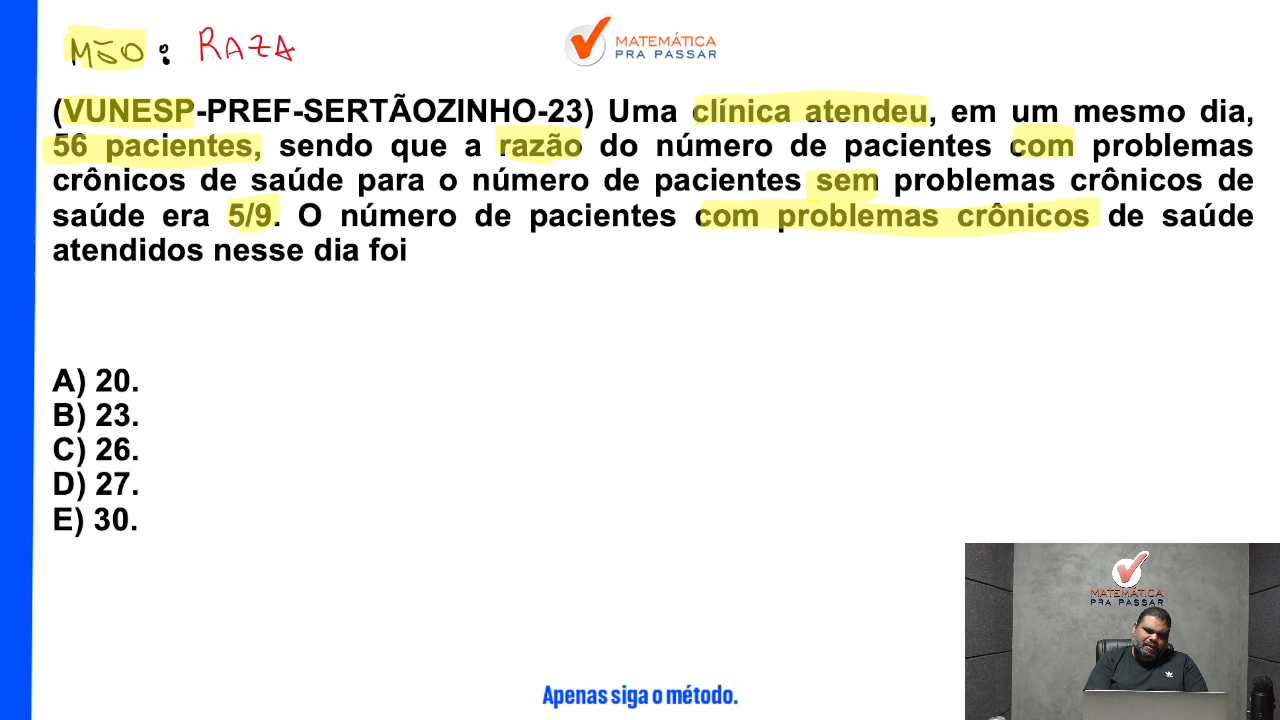 MÉO : RAZA
MATEMÁTICA
PRA PASSAR
(VUNESP-PREF-SERTÃOZINHO-23) Uma clínica atendeu, em um mesmo dia,
56 pacientes, sendo que a razão do número de pacientes com problemas
crônicos de saúde para o número de pacientes sem problemas crônicos de
saúde era 5/9. O número de pacientes com problemas crônicos de saúde
atendidos nesse dia foi
A) 20.
B) 23.
C) 26.
D) 27.
E) 30.
MATEMÁTICA
PRA PASSAR
Apenas siga o método.